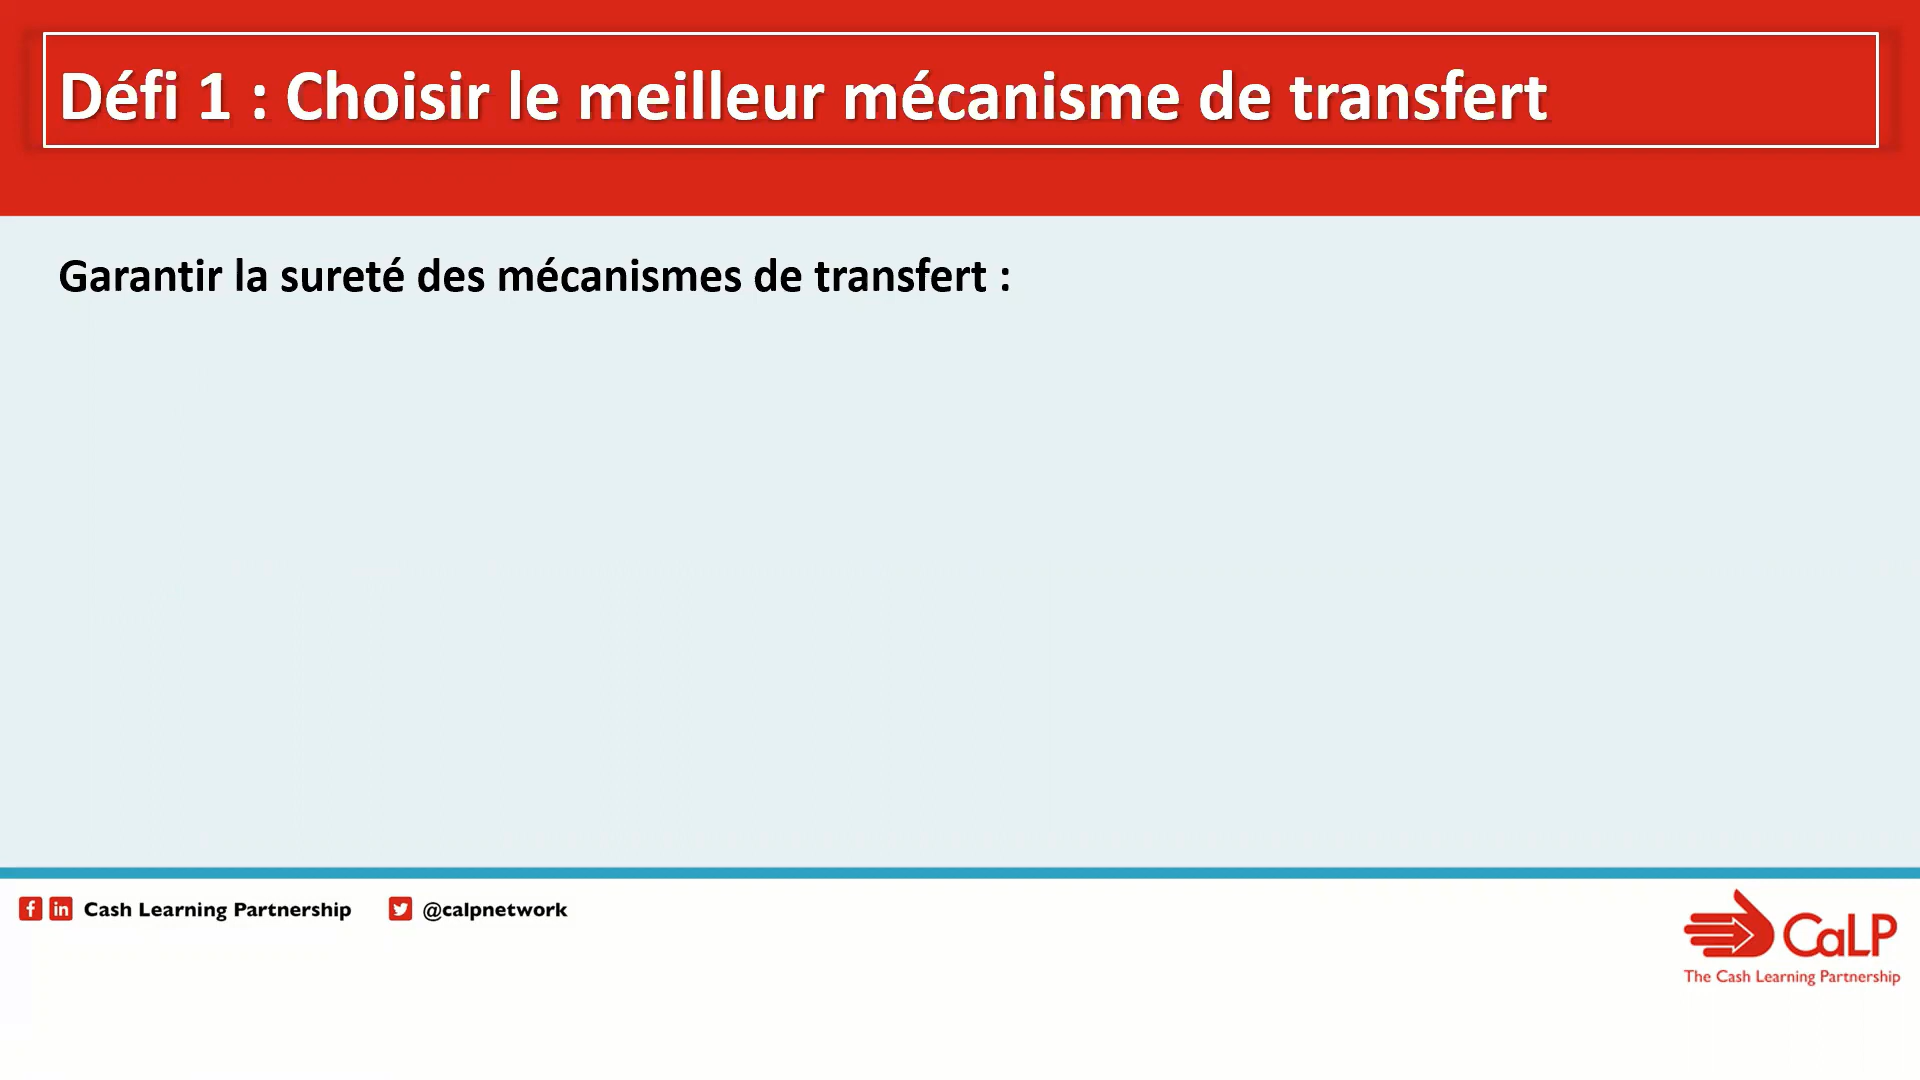 Défi 1 : Choisir le meilleur mécanisme de transfert
Garantir la sureté des mécanismes de transfert :
f in Cash Learning Partnership @calpnetwork
CaLP
The Cash Learning Partnership